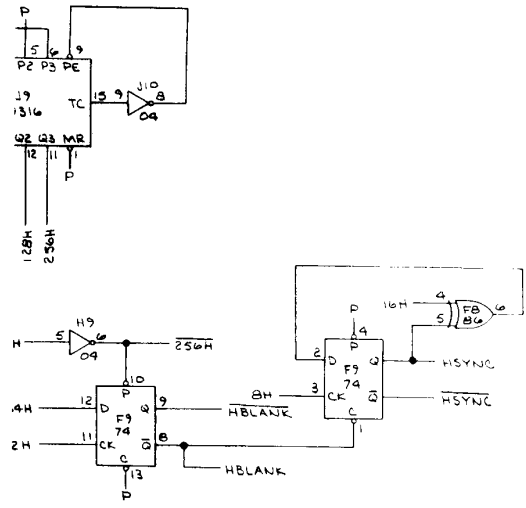 P
5 6 9
P2 P3 PE
J9
9316
TC 15 9 J10 8
04
Q2 Q3 MR
12 11 1
P
128H 256H
H9
H 5 6 256H
04
P
10
P
4H 12 D Q 9 HBLANK
F9
74
2H 11 CK Q 8
C
13
P
HBLANK
P
4
P
16H 4 F8 6
5 86
2 D Q HSYNC
F9
8H 3 CK 74 Q HSYNC
C
1